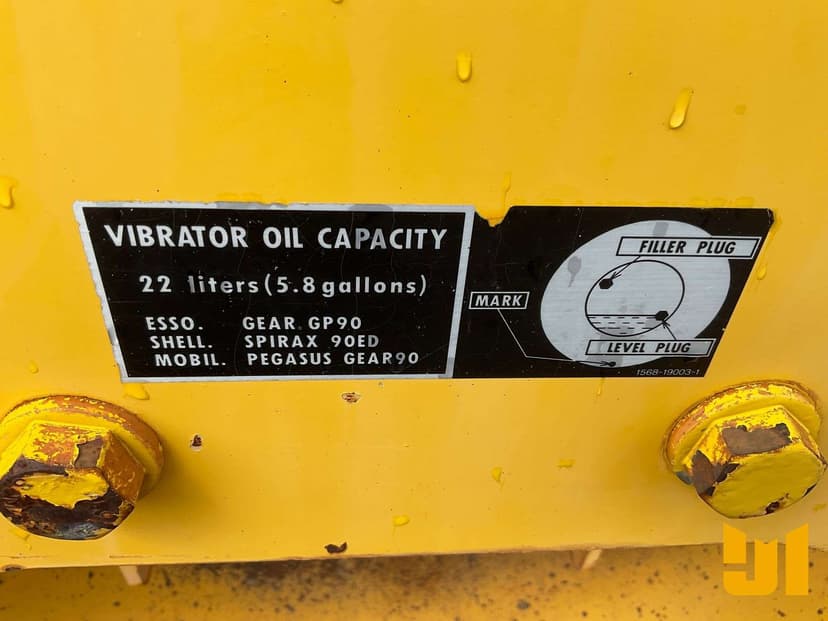 VIBRATOR OIL CAPACITY
22 liters (5.8 gallons)
ESSO. GEAR GP90
SHELL. SPIRAX 90ED
MOBIL. PEGASUS GEAR90
FILLER PLUG
MARK
LEVEL PLUG
1568-19003-1